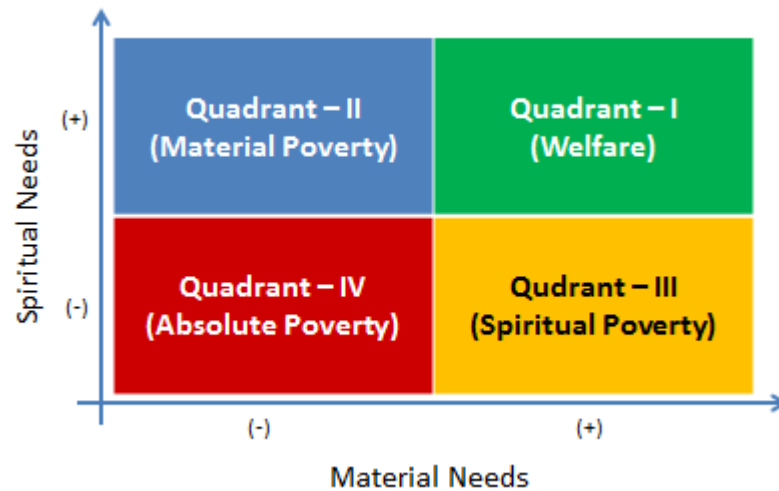 Spiritual Needs
(+)
(-)
Quadrant – II
(Material Poverty)
Quadrant – I
(Welfare)
Quadrant – IV
(Absolute Poverty)
Qudrant – III
(Spiritual Poverty)
(-)
(+)
Material Needs